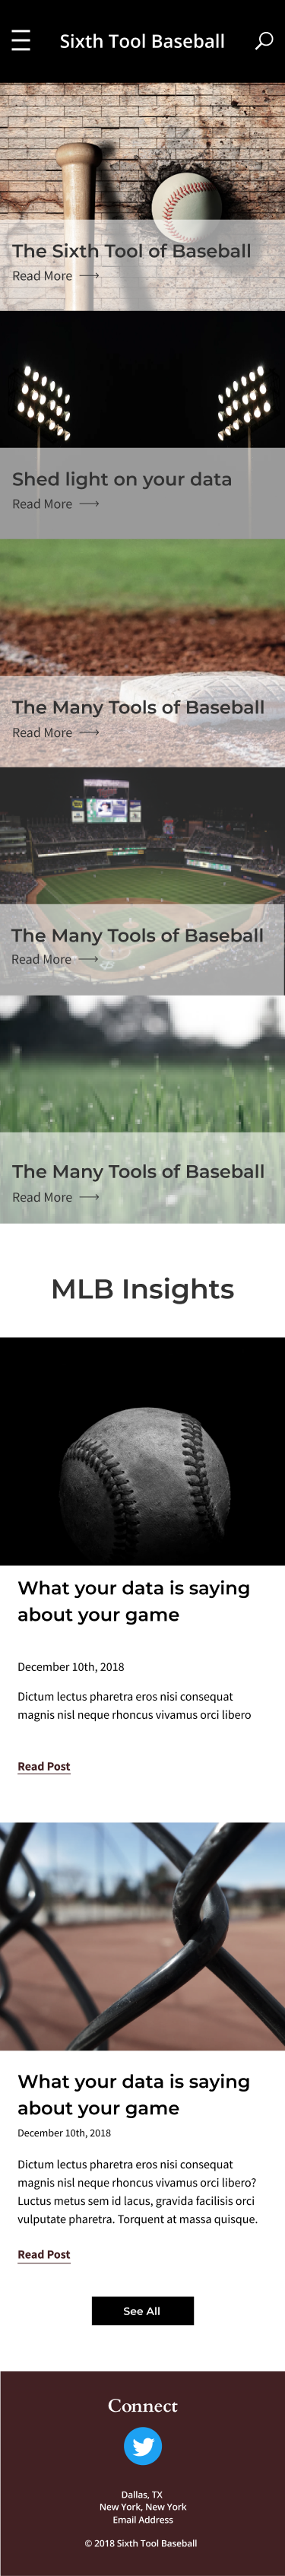 Sixth Tool Baseball
The Sixth Tool of Baseball
Read More
Shed light on your data
Read More
The Many Tools of Baseball
Read More
The Many Tools of Baseball
Read More
The Many Tools of Baseball
Read More
MLB Insights
What your data is saying
about your game
December 10th, 2018
Dictum lectus pharetra eros nisi consequat
magnis nisl neque rhoncus vivamus orci libero
Read Post
What your data is saying
about your game
December 10th, 2018
Dictum lectus pharetra eros nisi consequat
magnis nisl neque rhoncus vivamus orci libero?
Luctus metus sem id lacus, gravida facilisis orci
vulputate pharetra. Torquent at massa quisque.
Read Post
See All
Connect
Dallas, TX
New York, New York
Email Address
© 2018 Sixth Tool Baseball